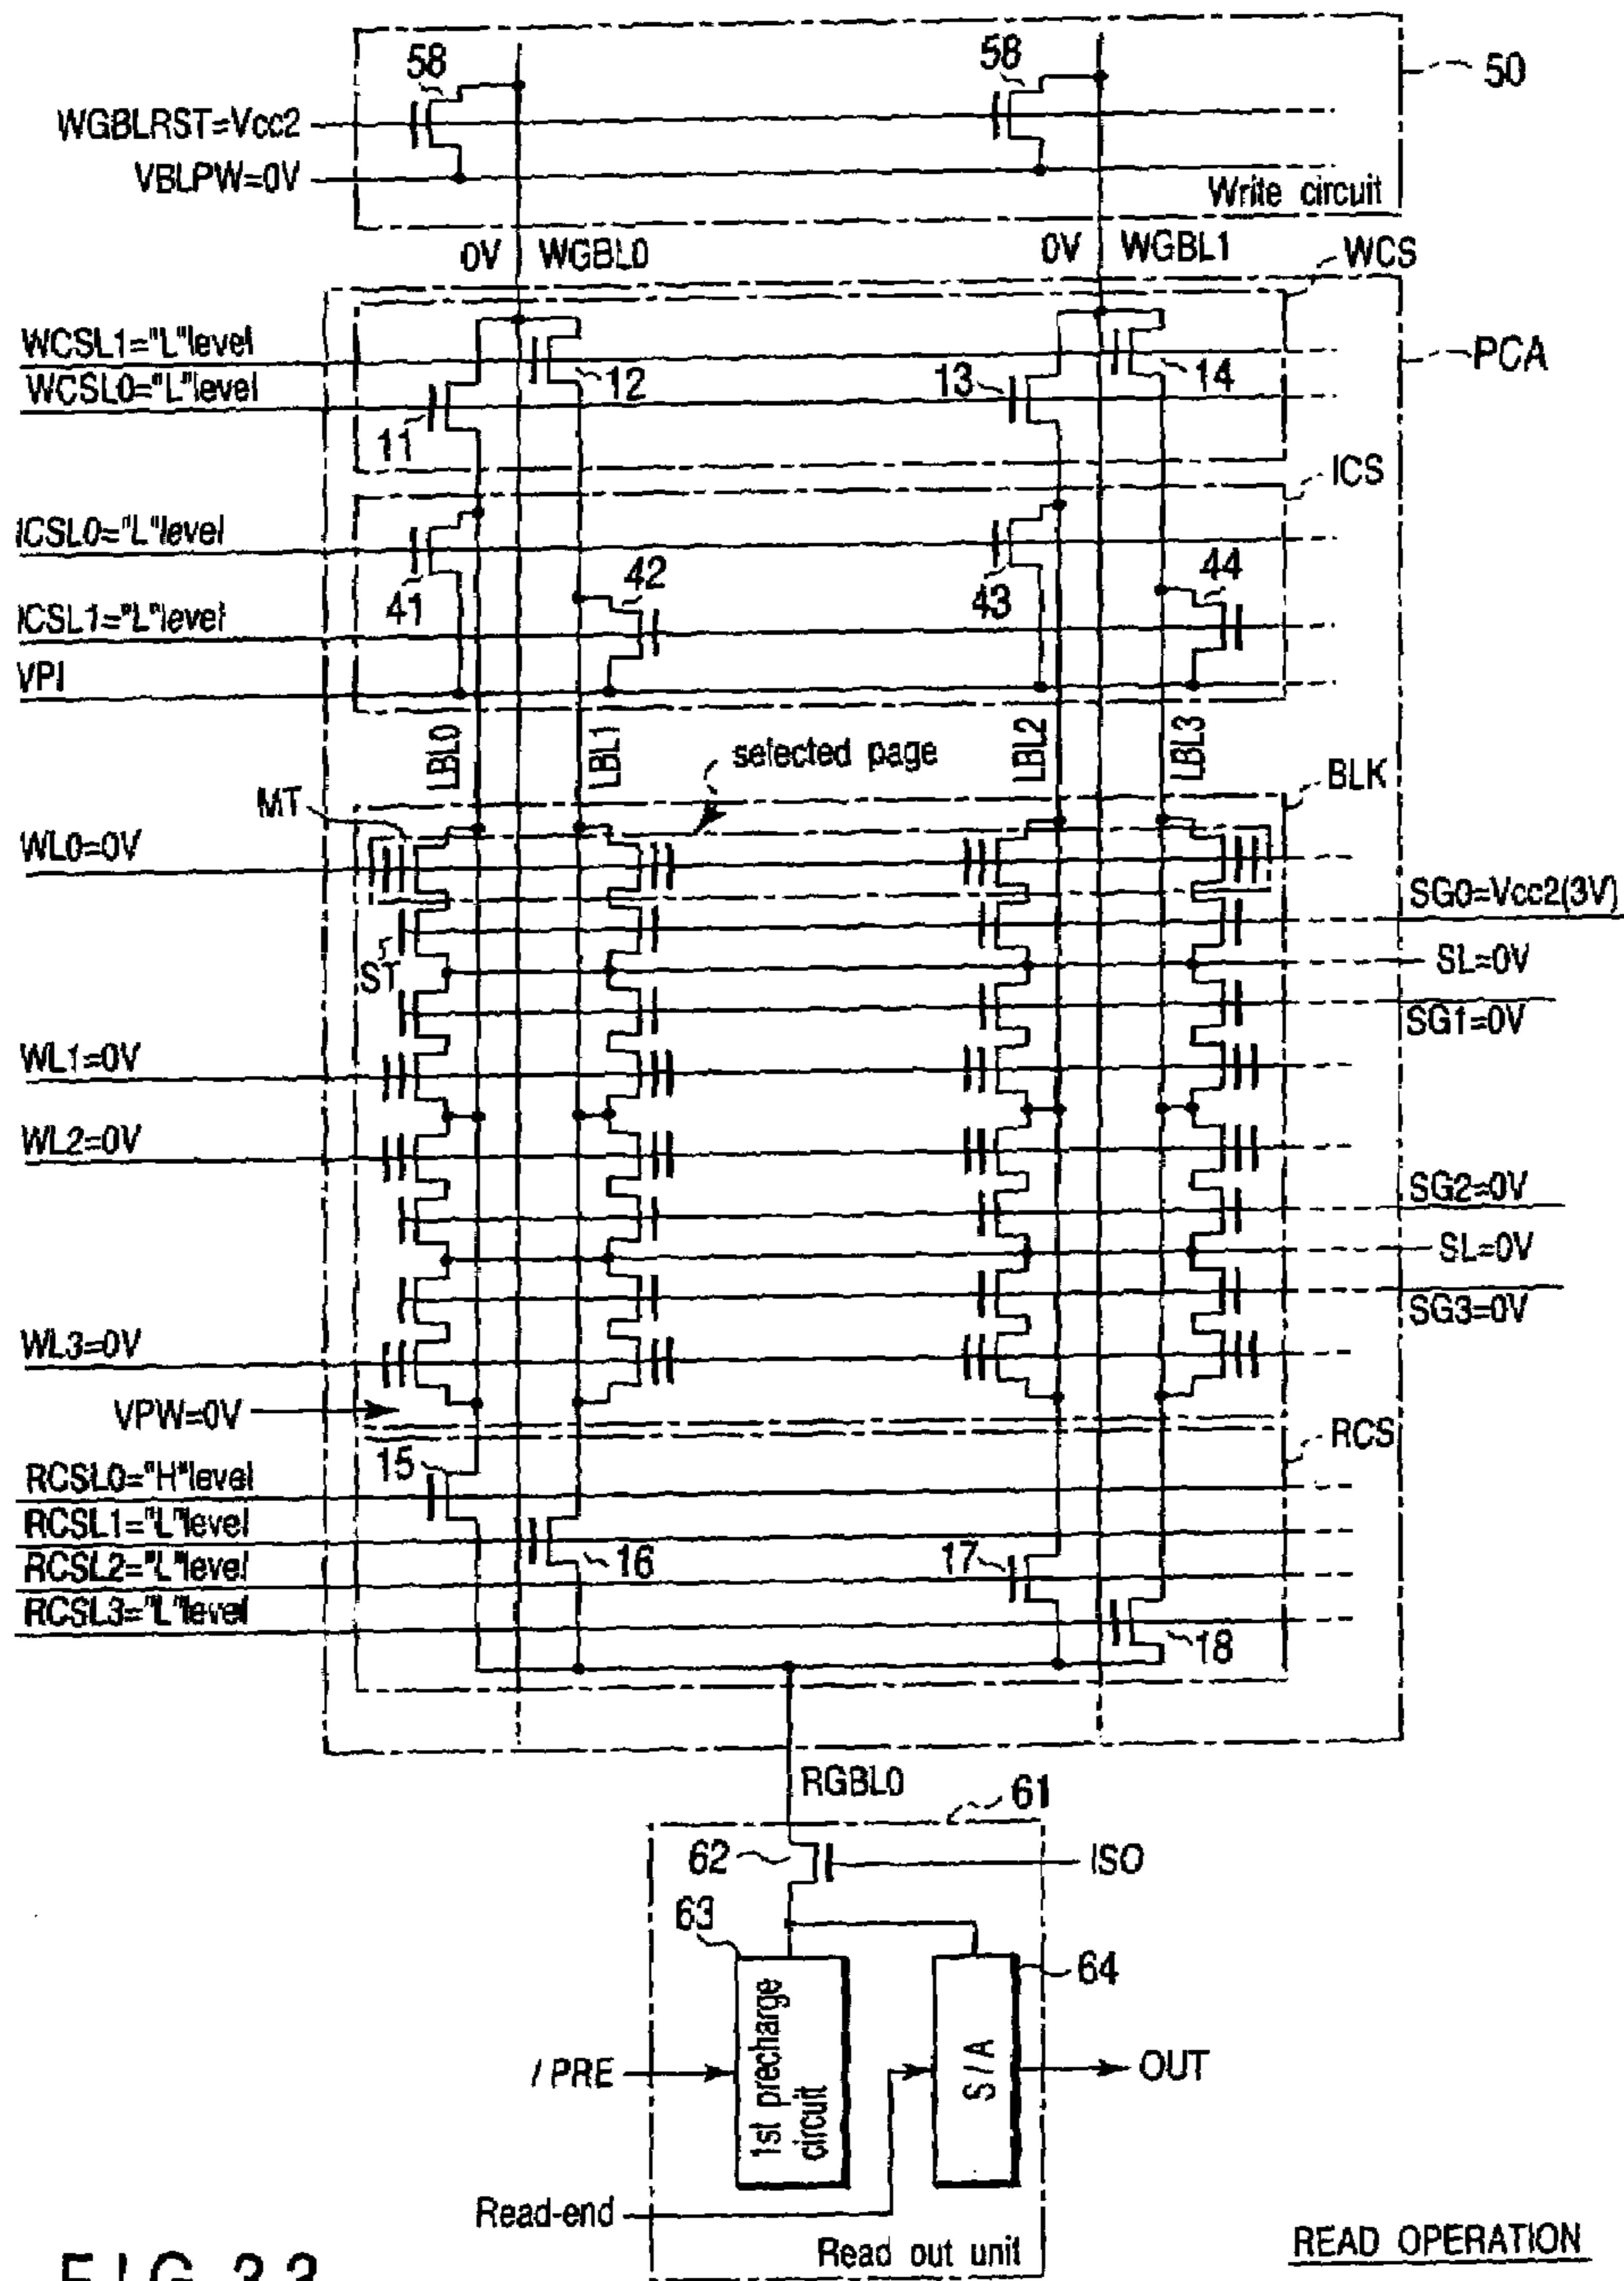 58
58
50
WGBLRST=Vcc2
VBLPW=0V
Write circuit
0V
WGBL0
0V
WGBL1
WCS
WCSL1="L"level
WCSL0="L"level
PCA
12
13
14
11
ICS
ICSL0="L"level
41
42
43
44
ICSL1="L"level
VPI
LBL0
LBL1
selected page
LBL2
LBL3
BLK
MT
WL0=0V
SG0=Vcc2(3V)
ST
SL=0V
SG1=0V
WL1=0V
WL2=0V
SG2=0V
SL=0V
SG3=0V
WL3=0V
VPW=0V
RCS
15
RCSL0="H"level
RCSL1="L"level
16
17
RCSL2="L"level
RCSL3="L"level
18
RGBL0
61
62
ISO
63
64
1st precharge circuit
S/A
/PRE
OUT
Read-end
Read out unit
READ OPERATION
FIG.33